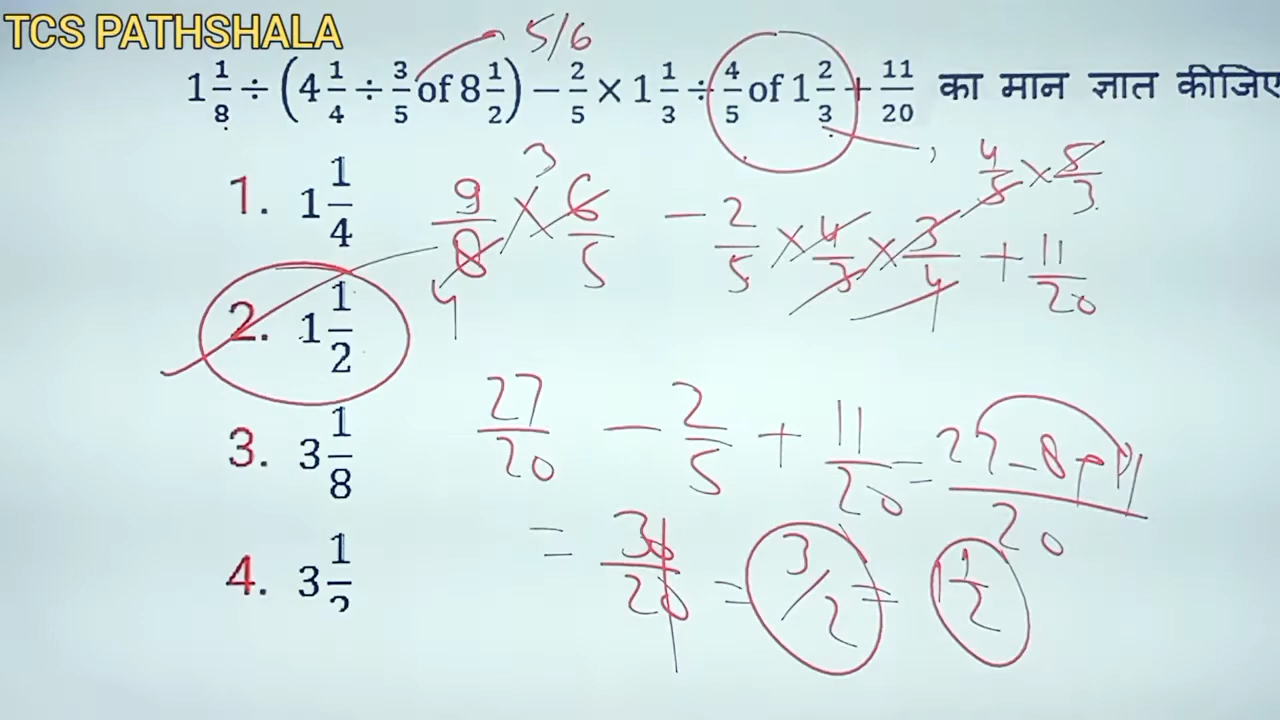 TCS PATHSHALA
5/6
1 1/8 ÷ (4 1/4 ÷ 3/5 of 8 1/2) − 2/5 × 1 1/3 ÷ 4/5 of 1 2/3 + 11/20 का मान ज्ञात कीजिए
4/5 × 5/3
1. 1 1/4
3
9/8 × 6/5 − 2/5 × 4/3 × 3/4 + 11/20
4
2. 1 1/2
27/20 − 2/5 + 11/20 = 27 − 8 + 11/20
3. 3 1/8
= 30/20 = 3/2 = 1 1/2
4. 3 1/2